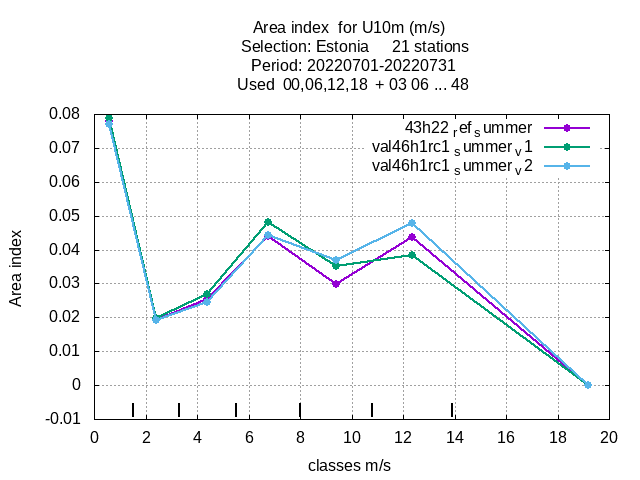 Area index  for U10m (m/s)
Selection: Estonia     21 stations
Period: 20220701-20220731
Used  00,06,12,18  + 03 06 ... 48
43h22 ref summer
val46h1rc1 summer v1
val46h1rc1 summer v2
0.08
0.07
0.06
0.05
0.04
0.03
0.02
0.01
0
-0.01
Area index
0 2 4 6 8 10 12 14 16 18 20
classes m/s